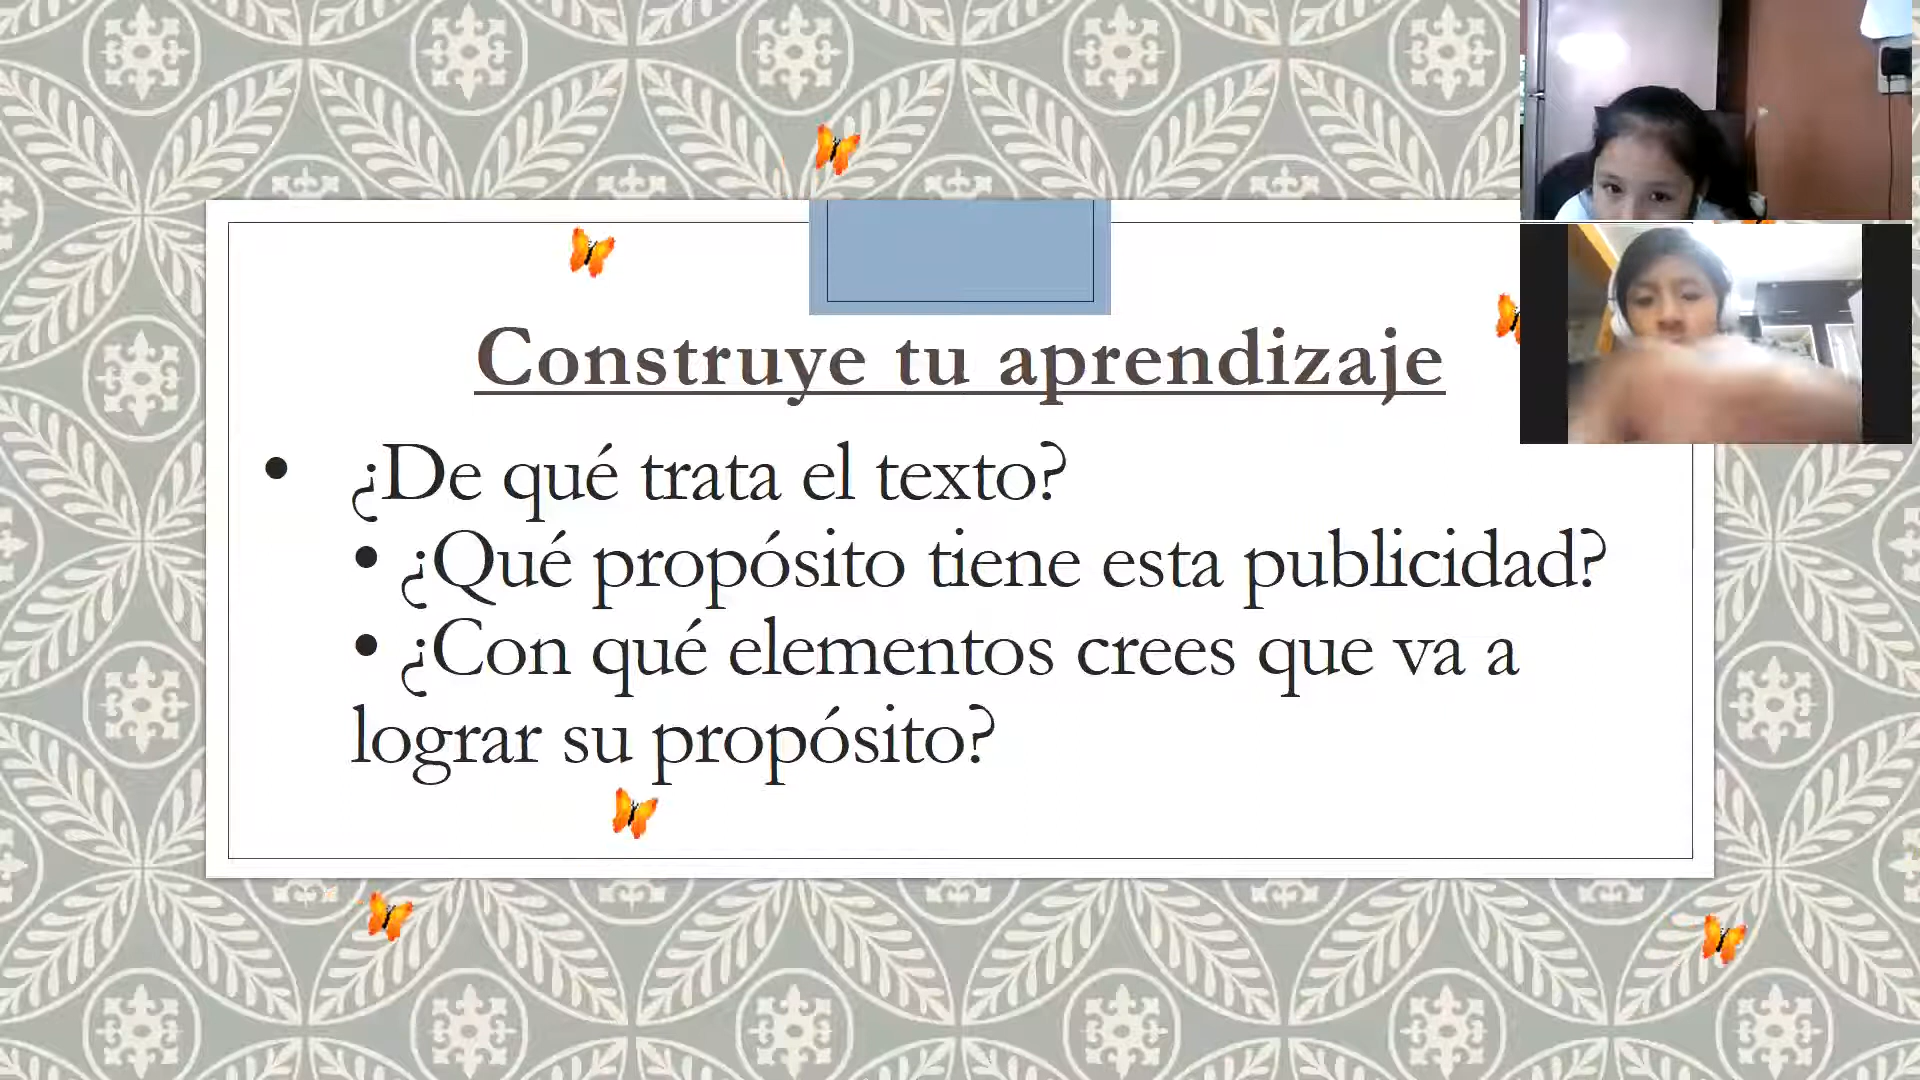 Construye tu aprendizaje
• ¿De qué trata el texto?
• ¿Qué propósito tiene esta publicidad?
• ¿Con qué elementos crees que va a
lograr su propósito?